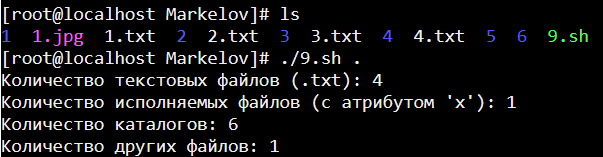 [root@localhost Markelov]# ls
1  1.jpg  1.txt  2  2.txt  3  3.txt  4  4.txt  5  6  9.sh
[root@localhost Markelov]# ./9.sh .
Количество текстовых файлов (.txt): 4
Количество исполняемых файлов (с атрибутом 'x'): 1
Количество каталогов: 6
Количество других файлов: 1